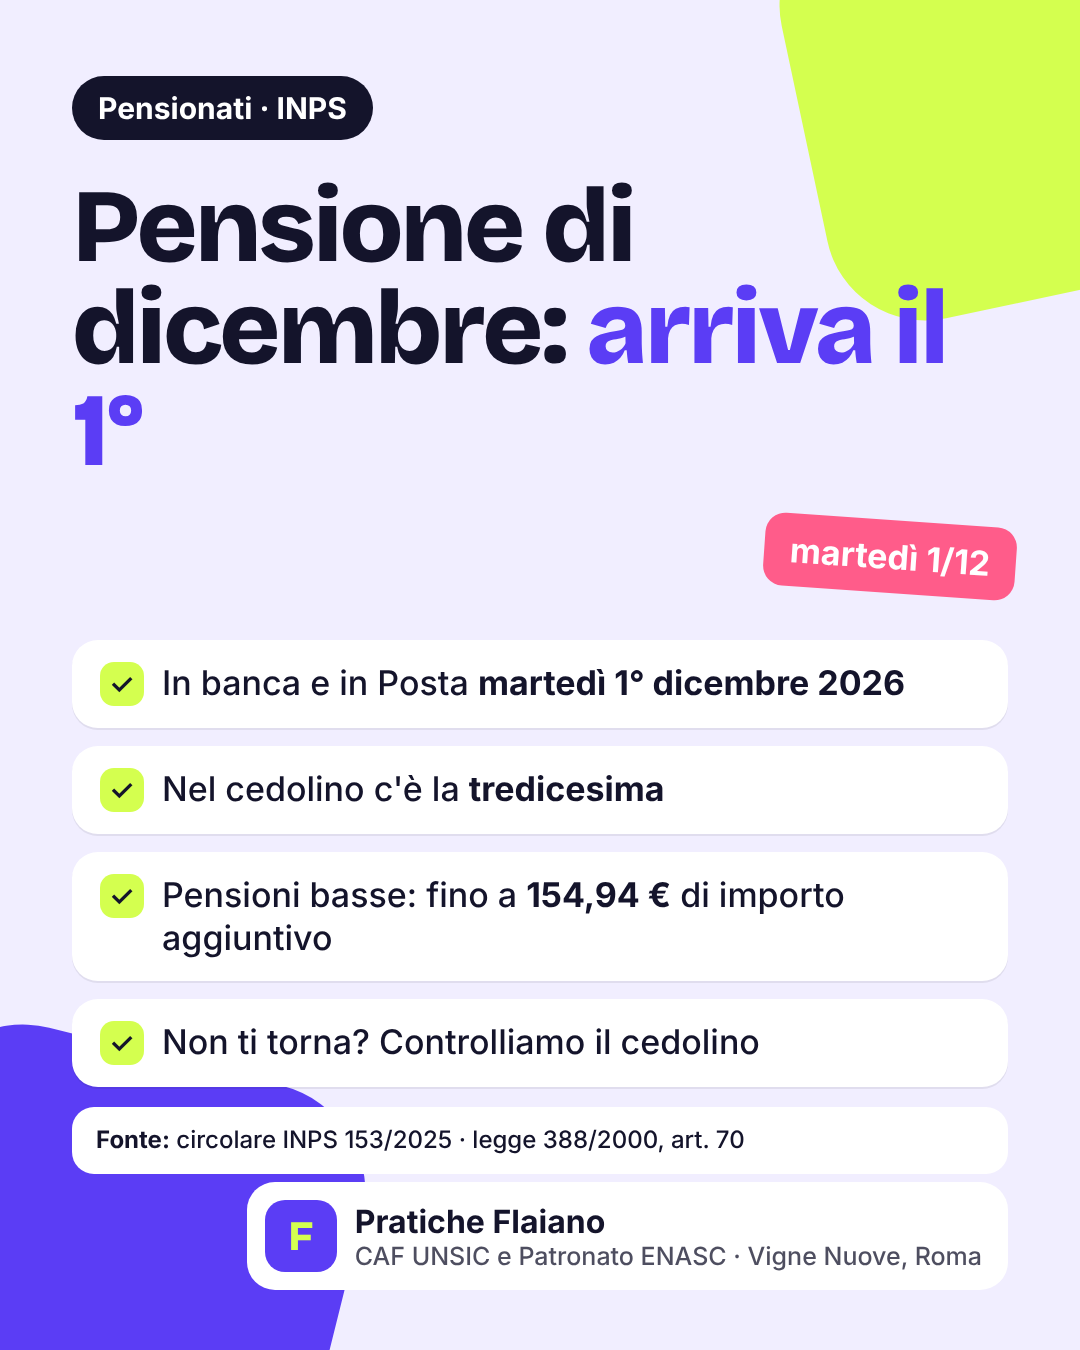 Pensionati · INPS
Pensione di
dicembre: arriva il
1°
martedì 1/12
In banca e in Posta martedì 1° dicembre 2026
Nel cedolino c'è la tredicesima
Pensioni basse: fino a 154,94 € di importo
aggiuntivo
Non ti torna? Controlliamo il cedolino
Fonte: circolare INPS 153/2025 · legge 388/2000, art. 70
F
Pratiche Flaiano
CAF UNSIC e Patronato ENASC · Vigne Nuove, Roma